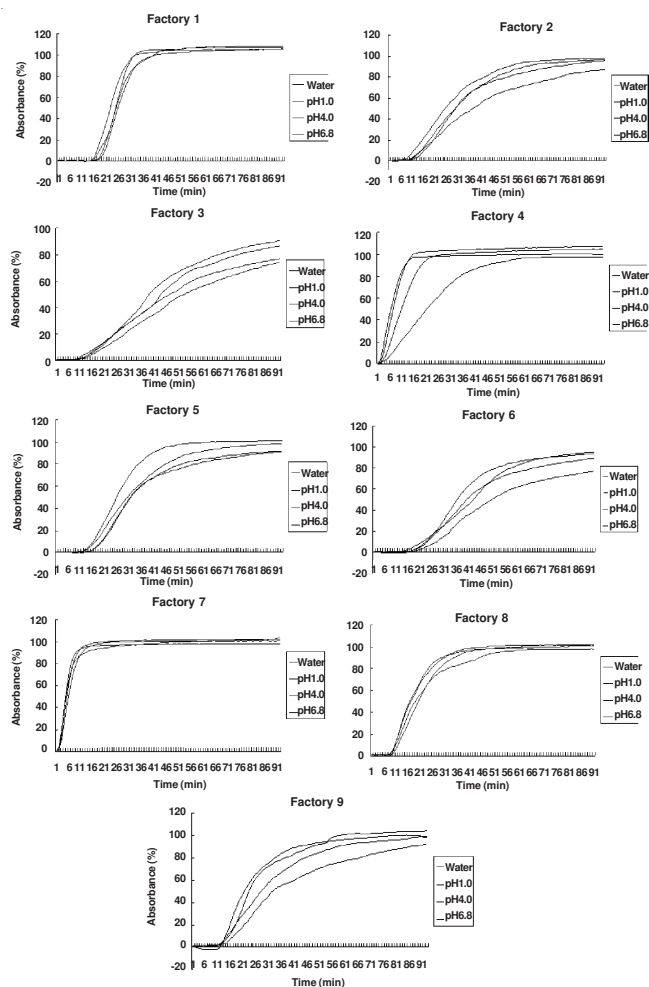 Factory 1
120
100
80
60
40
20
0
-20
Absorbance (%)
1 6 11 16 21 26 31 36 41 46 51 56 61 66 71 76 81 86 91
Time (min)
Water
pH1.0
pH4.0
pH6.8
Factory 2
120
100
80
60
40
20
0
-20
1 6 11 16 21 26 31 36 41 46 51 56 61 66 71 76 81 86 91
Time (min)
Water
pH1.0
pH4.0
pH6.8
Factory 3
100
80
60
40
20
0
Absorbance (%)
1 6 11 16 21 26 31 36 41 46 51 56 61 66 71 76 81 86 91
Time (min)
Water
pH1.0
pH4.0
pH6.8
Factory 4
120
100
80
60
40
20
0
1 6 11 16 21 26 31 36 41 46 51 56 61 66 71 76 81 86 91
Time (min)
Water
pH1.0
pH4.0
pH6.8
Factory 5
120
100
80
60
40
20
0
-20
Absorbance (%)
1 6 11 16 21 26 31 36 41 46 51 56 61 66 71 76 81 86 91
Time (min)
Water
pH1.0
pH4.0
pH6.8
Factory 6
120
100
80
60
40
20
0
-20
1 6 11 16 21 26 31 36 41 46 51 56 61 66 71 76 81 86 91
Time (min)
Water
pH1.0
pH4.0
pH6.8
Factory 7
120
100
80
60
40
20
0
Absorbance (%)
1 6 11 16 21 26 31 36 41 46 51 56 61 66 71 76 81 86 91
Time (min)
Water
pH1.0
pH4.0
pH6.8
Factory 8
120
100
80
60
40
20
0
1 6 11 16 21 26 31 36 41 46 51 56 61 66 71 76 81 86 91
Time (min)
Water
pH1.0
pH4.0
pH6.8
Factory 9
120
100
80
60
40
20
0
-20
Absorbance (%)
1 6 11 16 21 26 31 36 41 46 51 56 61 66 71 76 81 86 91
Time (min)
Water
pH1.0
pH4.0
pH6.8